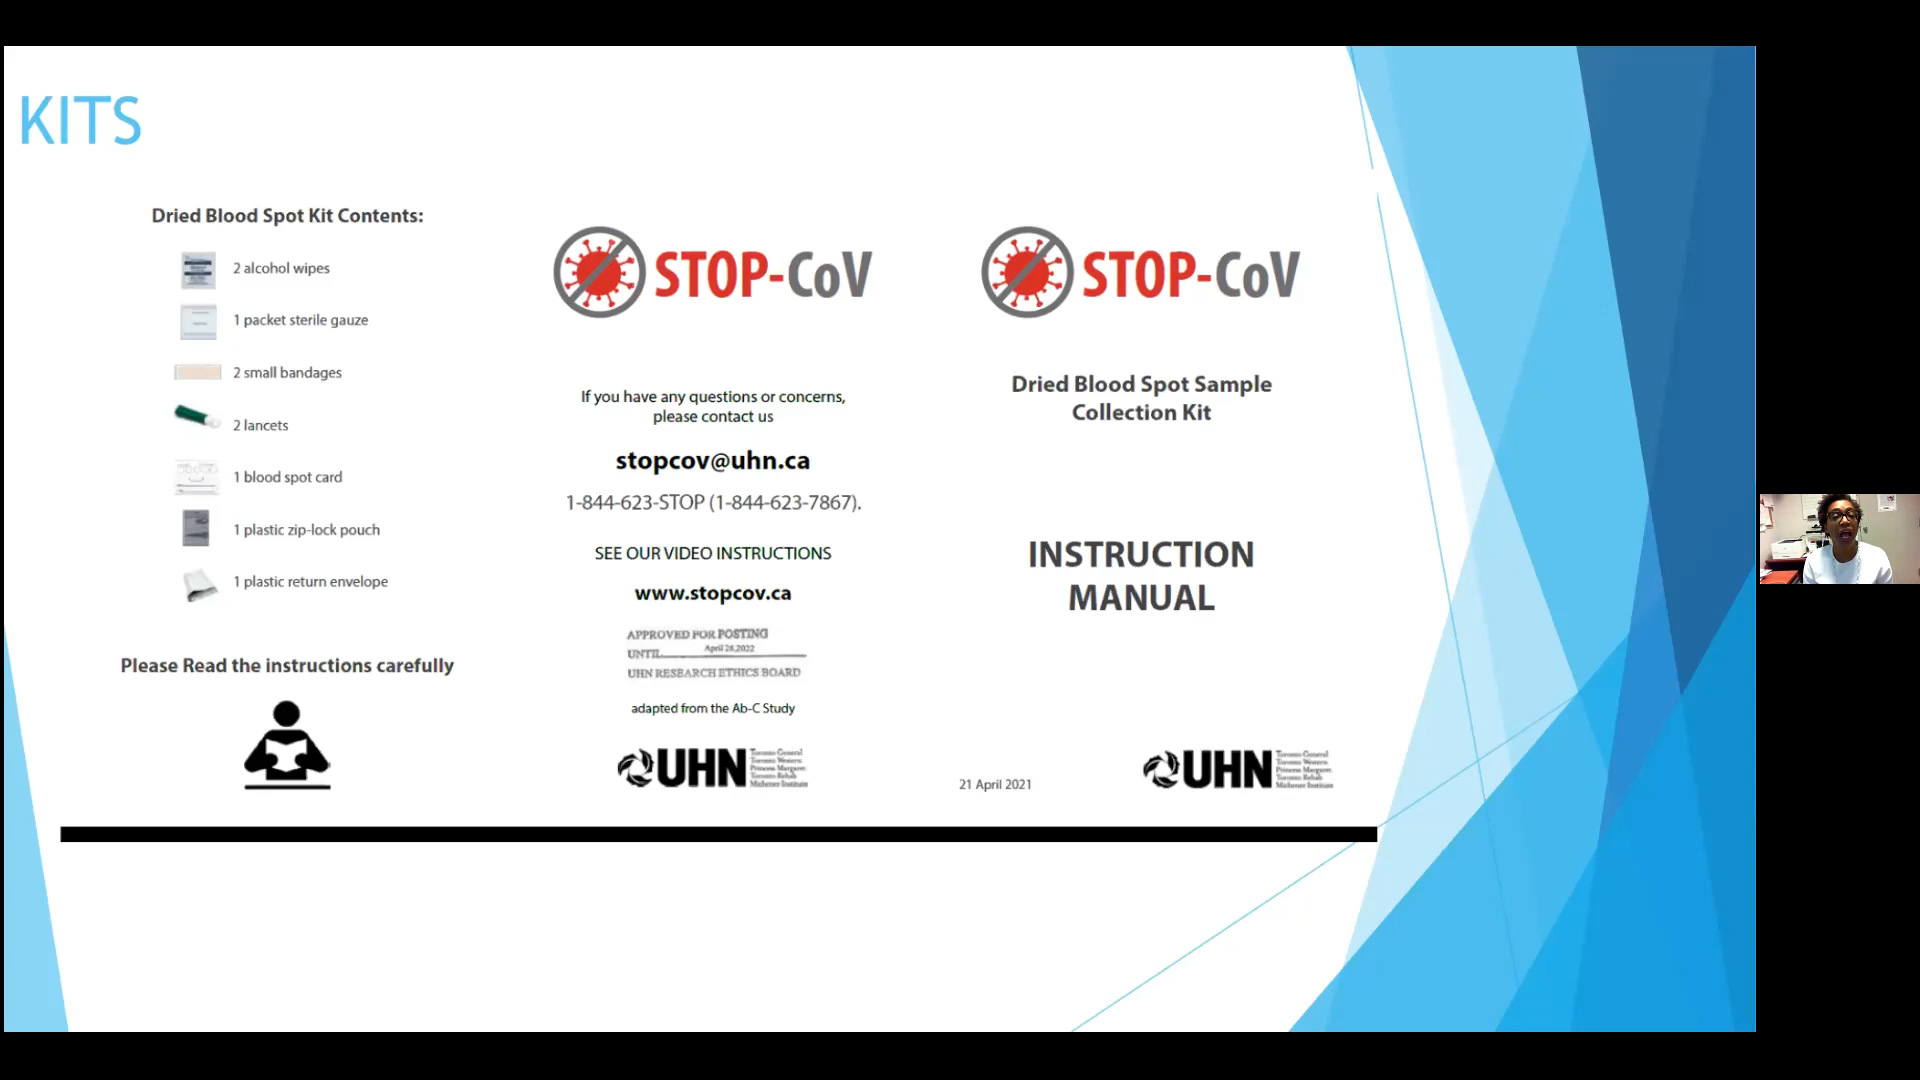 KITS
Dried Blood Spot Kit Contents:
2 alcohol wipes
1 packet sterile gauze
2 small bandages
2 lancets
1 blood spot card
1 plastic zip-lock pouch
1 plastic return envelope
Please Read the instructions carefully
STOP-CoV
If you have any questions or concerns,
please contact us
stopcov@uhn.ca
1-844-623-STOP (1-844-623-7867).
SEE OUR VIDEO INSTRUCTIONS
www.stopcov.ca
APPROVED FOR POSTING
UNTIL April 28,2022
UHN RESEARCH ETHICS BOARD
adapted from the Ab-C Study
UHN
Toronto General
Toronto Western
Princess Margaret
Toronto Rehab
Michener Institute
STOP-CoV
Dried Blood Spot Sample
Collection Kit
INSTRUCTION
MANUAL
21 April 2021
UHN
Toronto General
Toronto Western
Princess Margaret
Toronto Rehab
Michener Institute